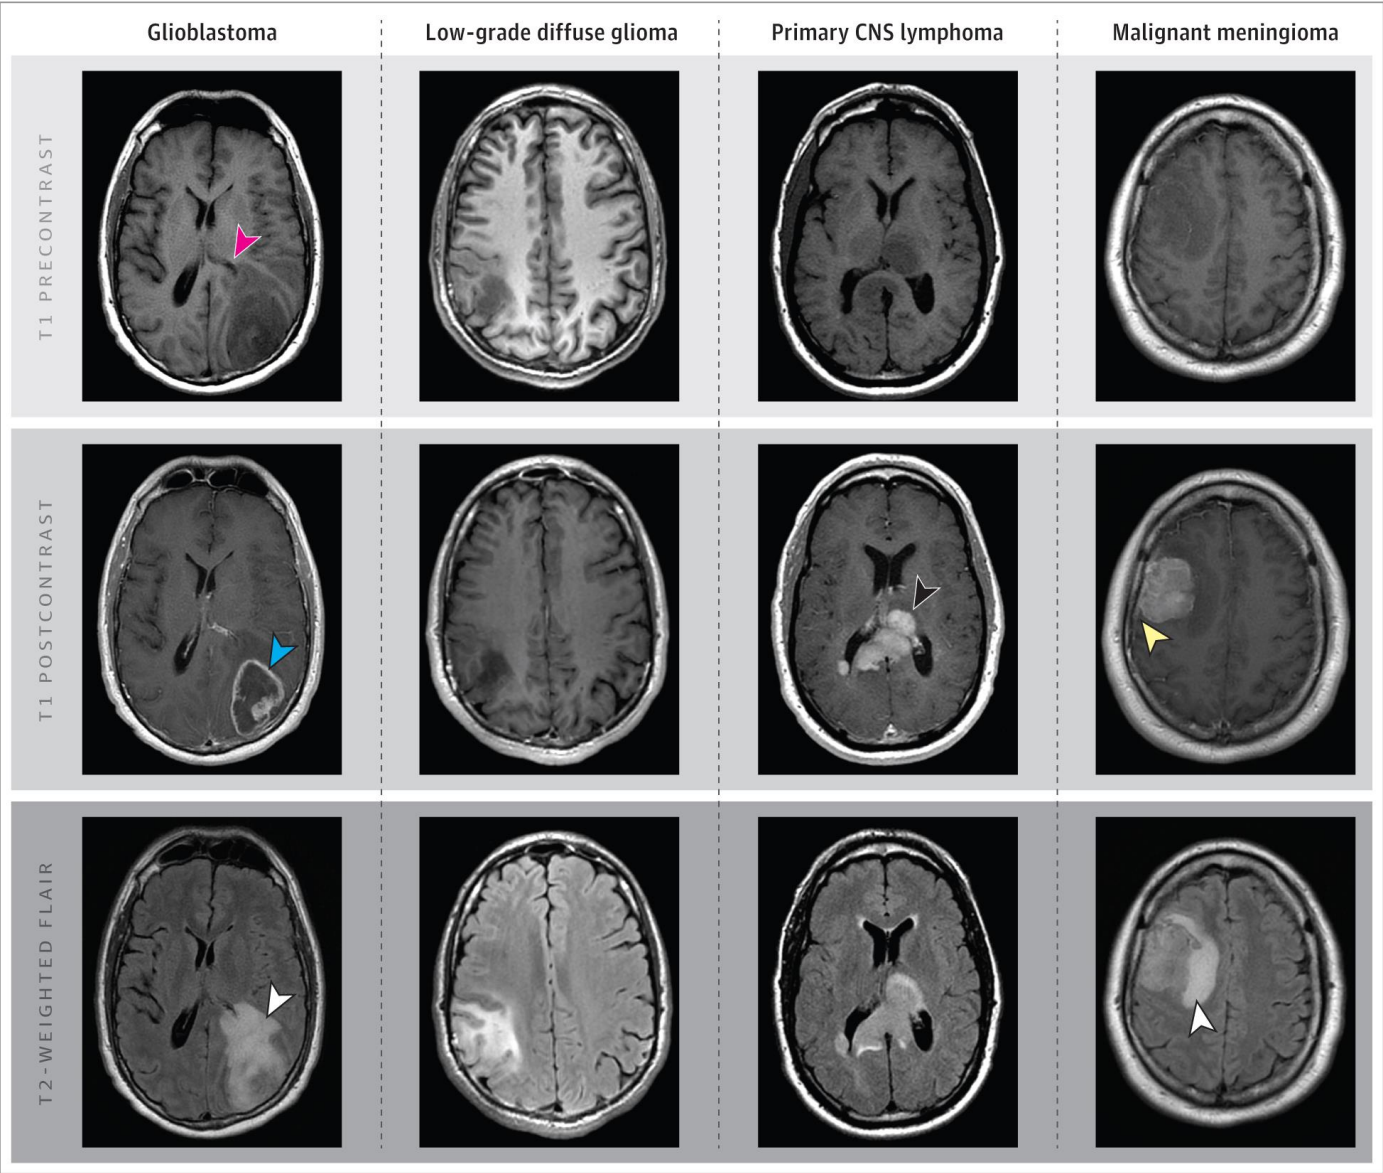 Glioblastoma
Low-grade diffuse glioma
Primary CNS lymphoma
Malignant meningioma
T1 PRECONTRAST
T1 POSTCONTRAST
T2-WEIGHTED FLAIR